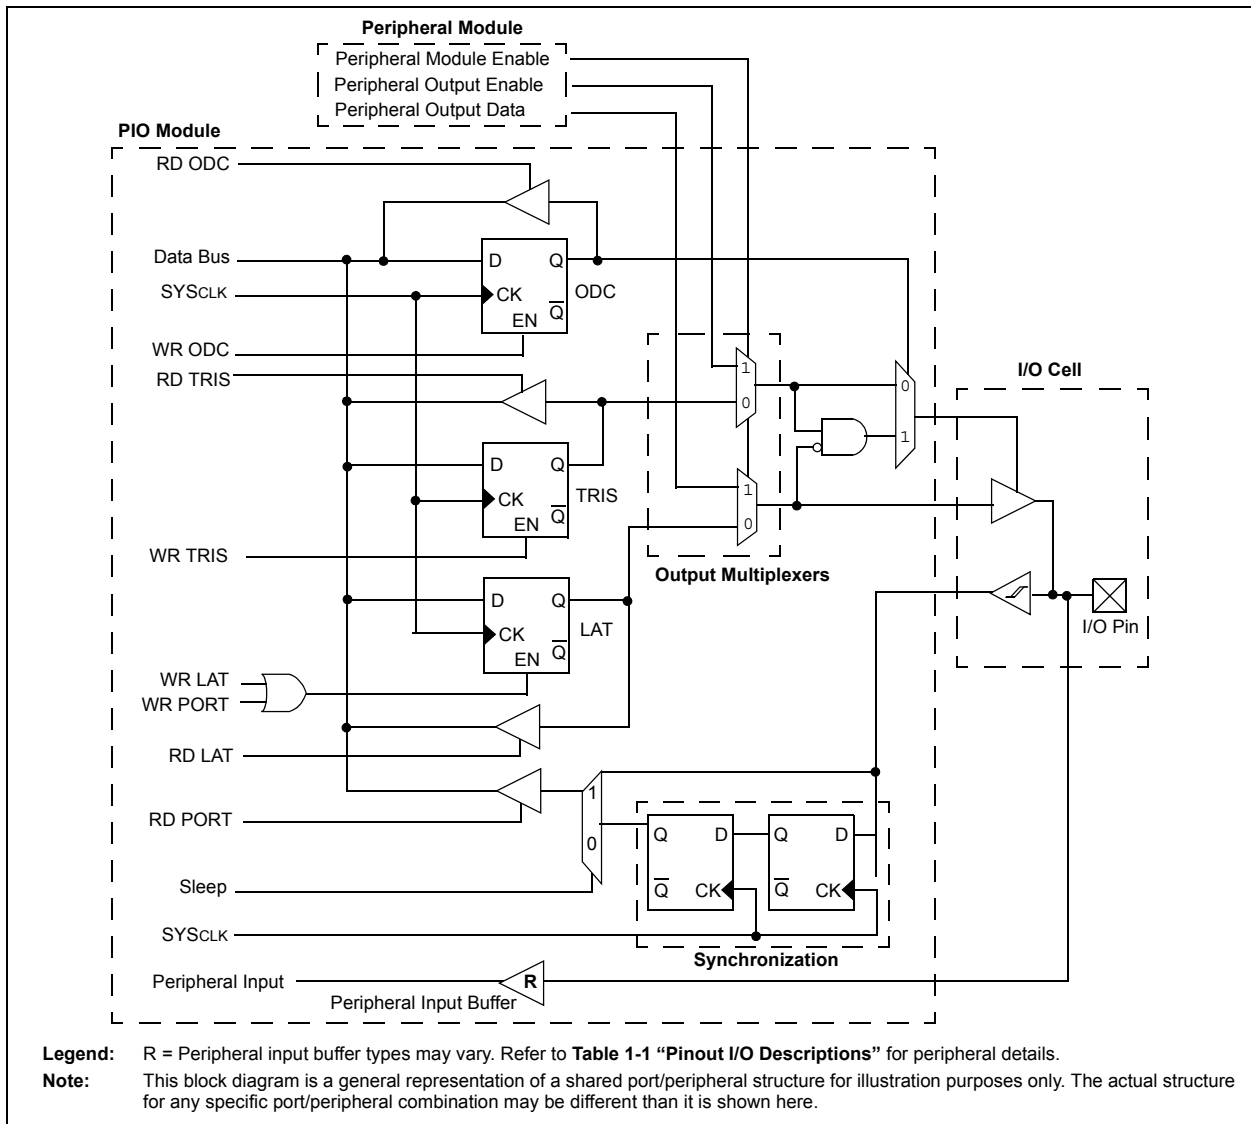 Peripheral Module
Peripheral Module Enable
Peripheral Output Enable
Peripheral Output Data
PIO Module
RD ODC
Data Bus
D Q
ODC
SYSCLK
CK
Q
EN
WR ODC
RD TRIS
1
0
0
1
I/O Cell
D Q
TRIS
CK
Q
EN
WR TRIS
1
0
Output Multiplexers
D Q
LAT
CK
Q
EN
I/O Pin
WR LAT
WR PORT
RD LAT
RD PORT
1
0
Q D Q D
Q CK Q CK
Sleep
SYSCLK
Synchronization
Peripheral Input
R
Peripheral Input Buffer
Legend: R = Peripheral input buffer types may vary. Refer to Table 1-1 “Pinout I/O Descriptions” for peripheral details.
Note: This block diagram is a general representation of a shared port/peripheral structure for illustration purposes only. The actual structure
for any specific port/peripheral combination may be different than it is shown here.